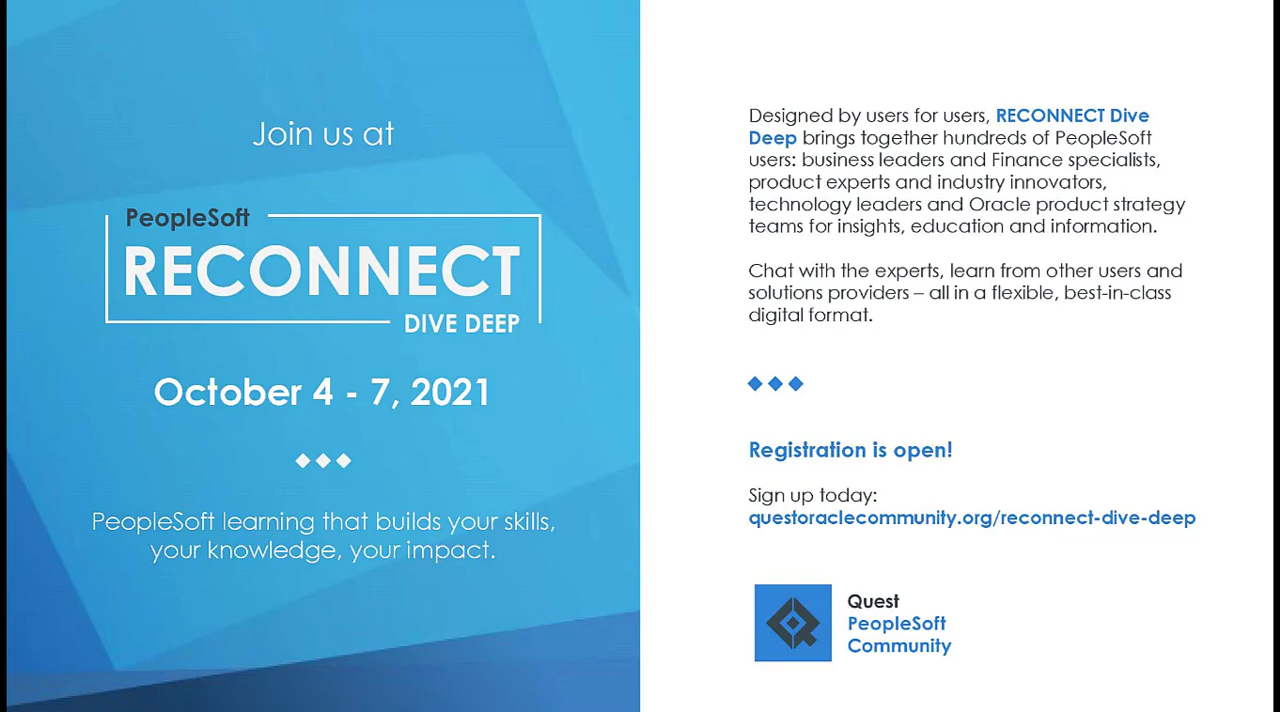 Join us at
PeopleSoft
RECONNECT
DIVE DEEP
October 4 - 7, 2021
PeopleSoft learning that builds your skills,
your knowledge, your impact.
Designed by users for users, RECONNECT Dive
Deep brings together hundreds of PeopleSoft
users: business leaders and Finance specialists,
product experts and industry innovators,
technology leaders and Oracle product strategy
teams for insights, education and information.
Chat with the experts, learn from other users and
solutions providers – all in a flexible, best-in-class
digital format.
Registration is open!
Sign up today:
questoraclecommunity.org/reconnect-dive-deep
Quest
PeopleSoft
Community